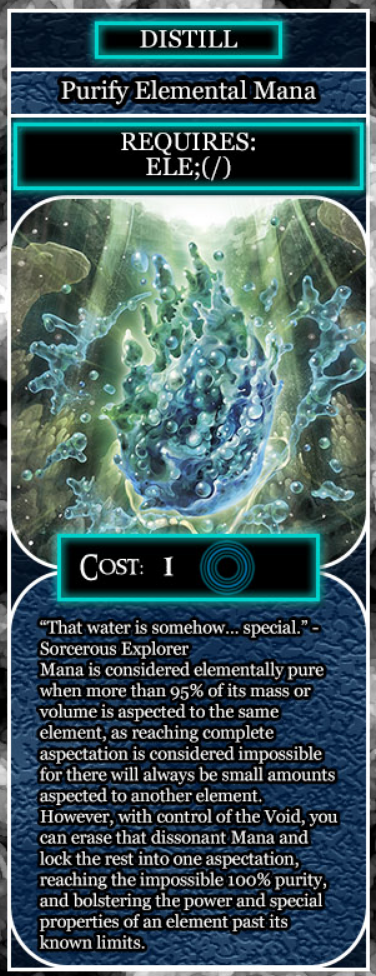 DISTILL
Purify Elemental Mana
REQUIRES:
ELE;(/)
COST: 1
“That water is somehow... special.” -
Sorcerous Explorer
Mana is considered elementally pure
when more than 95% of its mass or
volume is aspected to the same
element, as reaching complete
aspectation is considered impossible
for there will always be small amounts
aspected to another element.
However, with control of the Void, you
can erase that dissonant Mana and
lock the rest into one aspectation,
reaching the impossible 100% purity,
and bolstering the power and special
properties of an element past its
known limits.